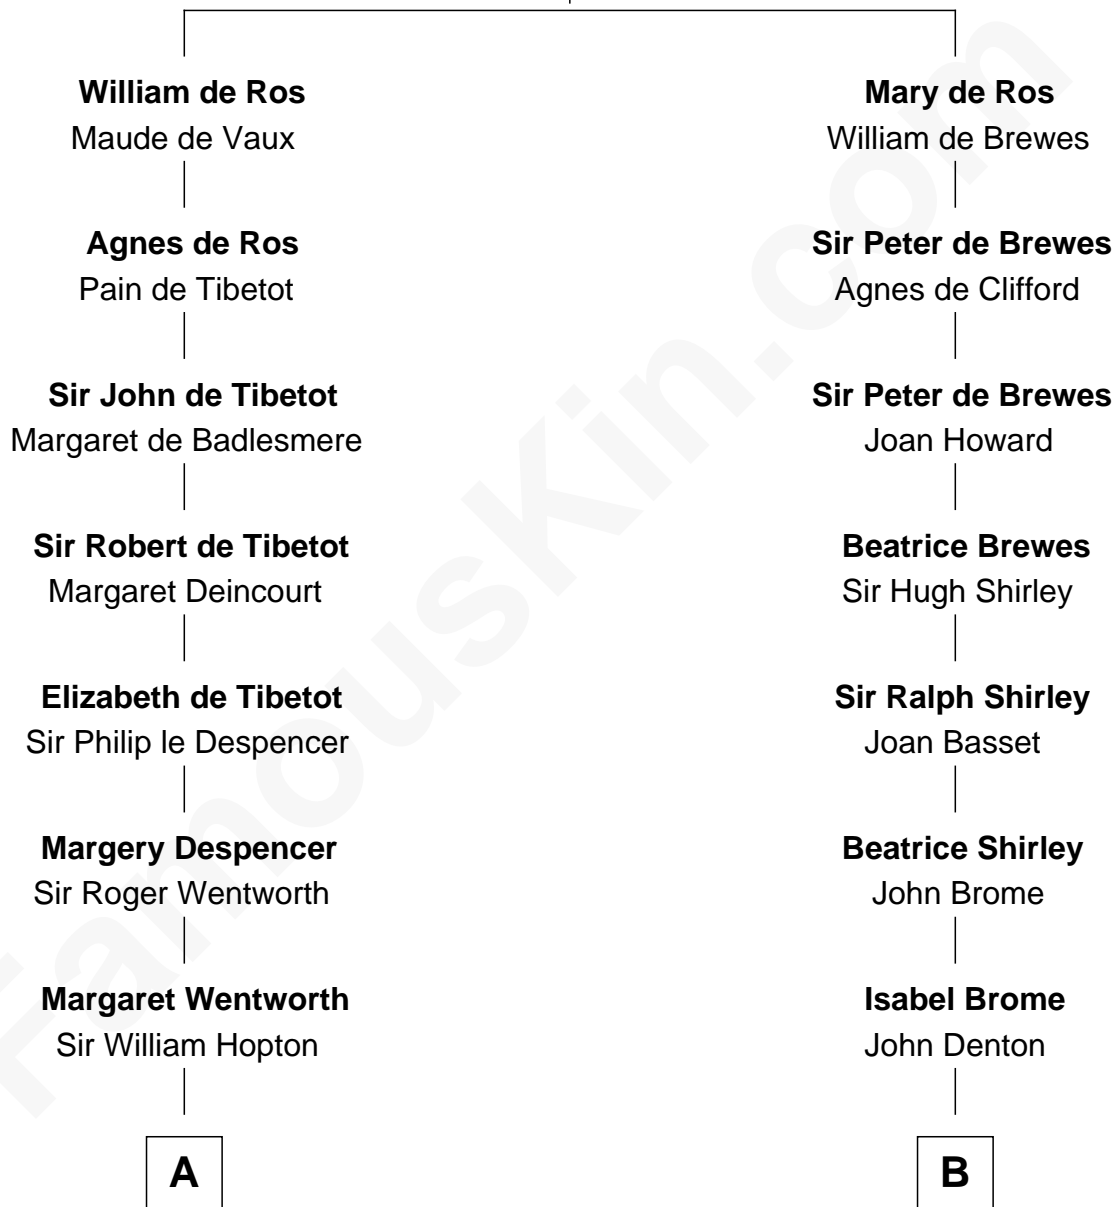 William de Ros
Maude de Vaux
Mary de Ros
William de Brewes
Agnes de Ros
Pain de Tibetot
Sir Peter de Brewes
Agnes de Clifford
Sir John de Tibetot
Margaret de Badlesmere
Sir Peter de Brewes
Joan Howard
Sir Robert de Tibetot
Margaret Deincourt
Beatrice Brewes
Sir Hugh Shirley
Elizabeth de Tibetot
Sir Philip le Despencer
Sir Ralph Shirley
Joan Basset
Margery Despencer
Sir Roger Wentworth
Beatrice Shirley
John Brome
Margaret Wentworth
Sir William Hopton
Isabel Brome
John Denton
A
B
FamousKin.com